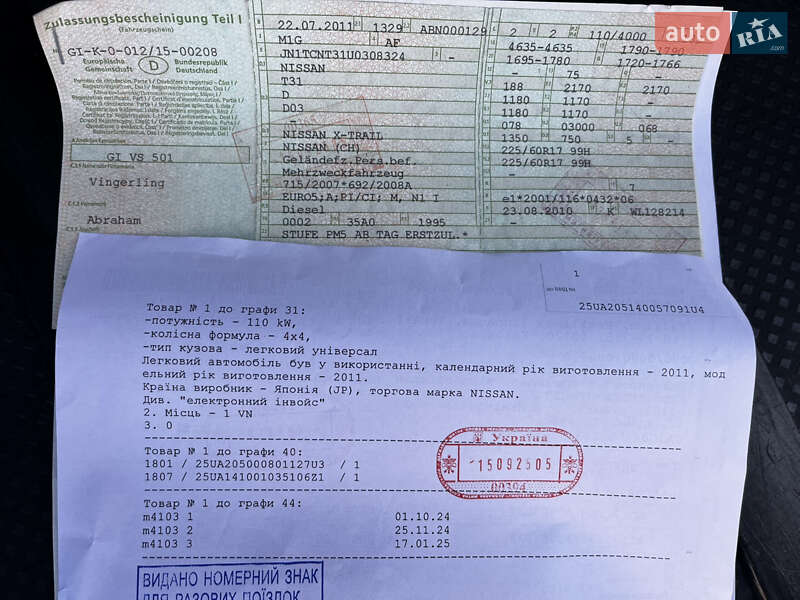 Zulassungsbescheinigung Teil I
(Fahrzeugschein)
GI-K-0-012/15-00208
Europäische Gemeinschaft D Bundesrepublik Deutschland
GI VS 501
Vingerling
Abraham
22.07.2011 1329 ABN000129
M1G AF
JN1TCNT31U0308324 -
NISSAN
T31
D
D03
-
NISSAN X-TRAIL
NISSAN (CH)
Geländefz.Pers.bef.
Mehrzweckfahrzeug
715/2007*692/2008A
EURO5;A;PI/CI; M, N1 I
Diesel
0002 35A0 1995
STUFE PM5 AB TAG ERSTZUL.*
2 2 110/4000
4635-4635 1790-1790
1695-1780 1720-1766
- 75 -
188 2170 2170
1180 1170 -
1180 1170 -
078 03000 068
1350 750 5 -
225/60R17 99H
225/60R17 99H
-
- 7
e1*2001/116*0432*06
23.08.2010 K WL128214
-
auto RIA
1
25UA205140057091U4
Товар № 1 до графи 31:
-потужність - 110 kW,
-колісна формула - 4x4,
-тип кузова - легковий універсал
Легковий автомобіль був у використанні, календарний рік виготовлення - 2011, мод
ельний рік виготовлення - 2011.
Країна виробник - Японія (JP), торгова марка NISSAN.
Див. "електронний інвойс"
2. Місць - 1 VN
3. 0
Товар № 1 до графи 40:
1801 / 25UA205000801127U3 / 1
1807 / 25UA141001035106Z1 / 1
Україна
15092505
00394
Товар № 1 до графи 44:
m4103 1 01.10.24
m4103 2 25.11.24
m4103 3 17.01.25
ВИДАНО НОМЕРНИЙ ЗНАК
ДЛЯ РАЗОВИХ ПОЇЗДОК